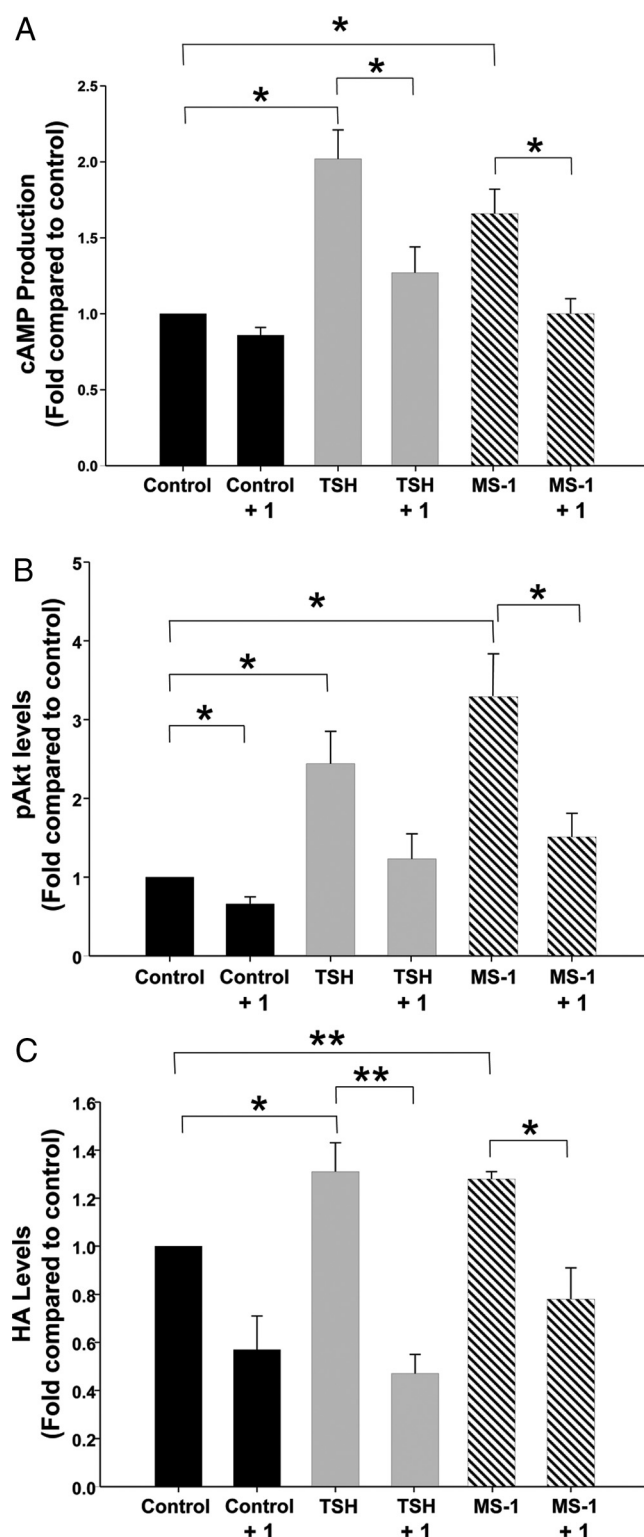 A
cAMP Production
(Fold compared to control)
2.5
2.0
1.5
1.0
0.5
0.0
*
*
*
*
Control
Control
+ 1
TSH
TSH
+ 1
MS-1
MS-1
+ 1
B
pAkt levels
(Fold compared to control)
5
4
3
2
1
0
*
*
*
*
Control
Control
+ 1
TSH
TSH
+ 1
MS-1
MS-1
+ 1
C
HA Levels
(Fold compared to control)
1.6
1.4
1.2
1.0
0.8
0.6
0.4
0.2
0.0
**
**
*
*
Control
Control
+ 1
TSH
TSH
+ 1
MS-1
MS-1
+ 1